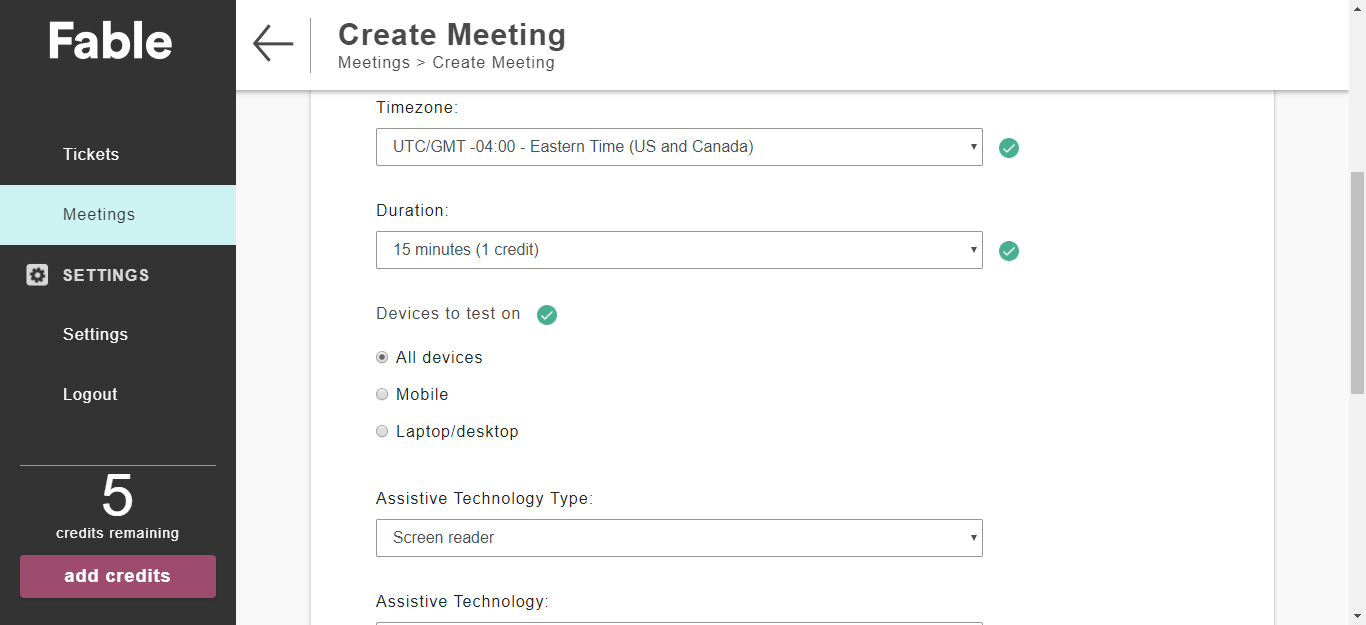 Fable
Tickets
Meetings
SETTINGS
Settings
Logout
5
credits remaining
add credits
Create Meeting
Meetings > Create Meeting
Timezone:
UTC/GMT -04:00 - Eastern Time (US and Canada)
Duration:
15 minutes (1 credit)
Devices to test on
All devices
Mobile
Laptop/desktop
Assistive Technology Type:
Screen reader
Assistive Technology: